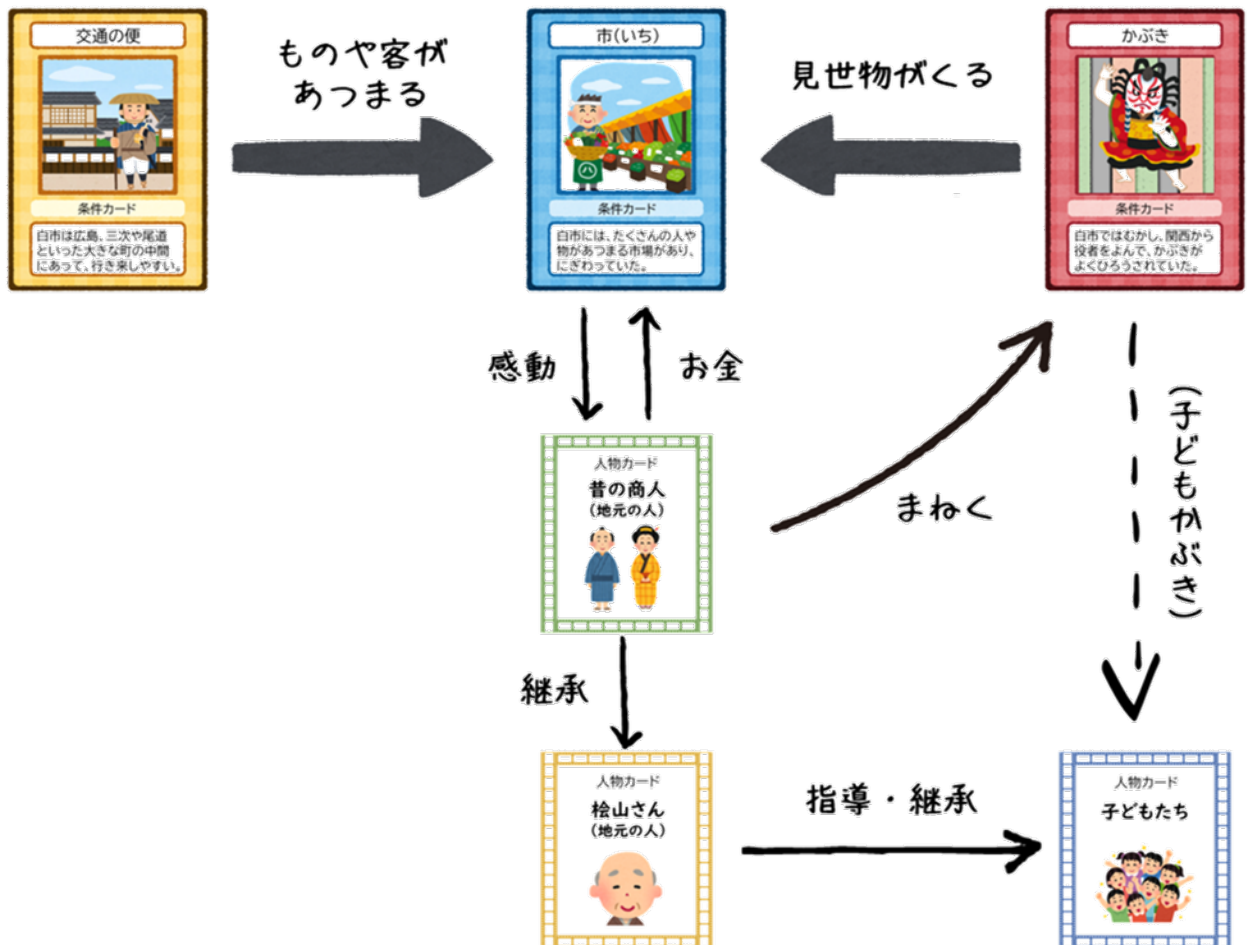 交通の便
条件カード
白市は広島、三次や尾道
といった大きな町の中間
にあって、行き来しやすい。
ものや客が
あつまる
市(いち)
条件カード
白市には、たくさんの人や
物があつまる市場があり、
にぎわっていた。
見世物がくる
かぶき
条件カード
白市ではむかし、関西から
役者をよんで、かぶきが
よくひろうされていた。
感動
お金
人物カード
昔の商人
(地元の人)
まねく
(子どもかぶき)
継承
人物カード
桧山さん
(地元の人)
指導・継承
人物カード
子どもたち